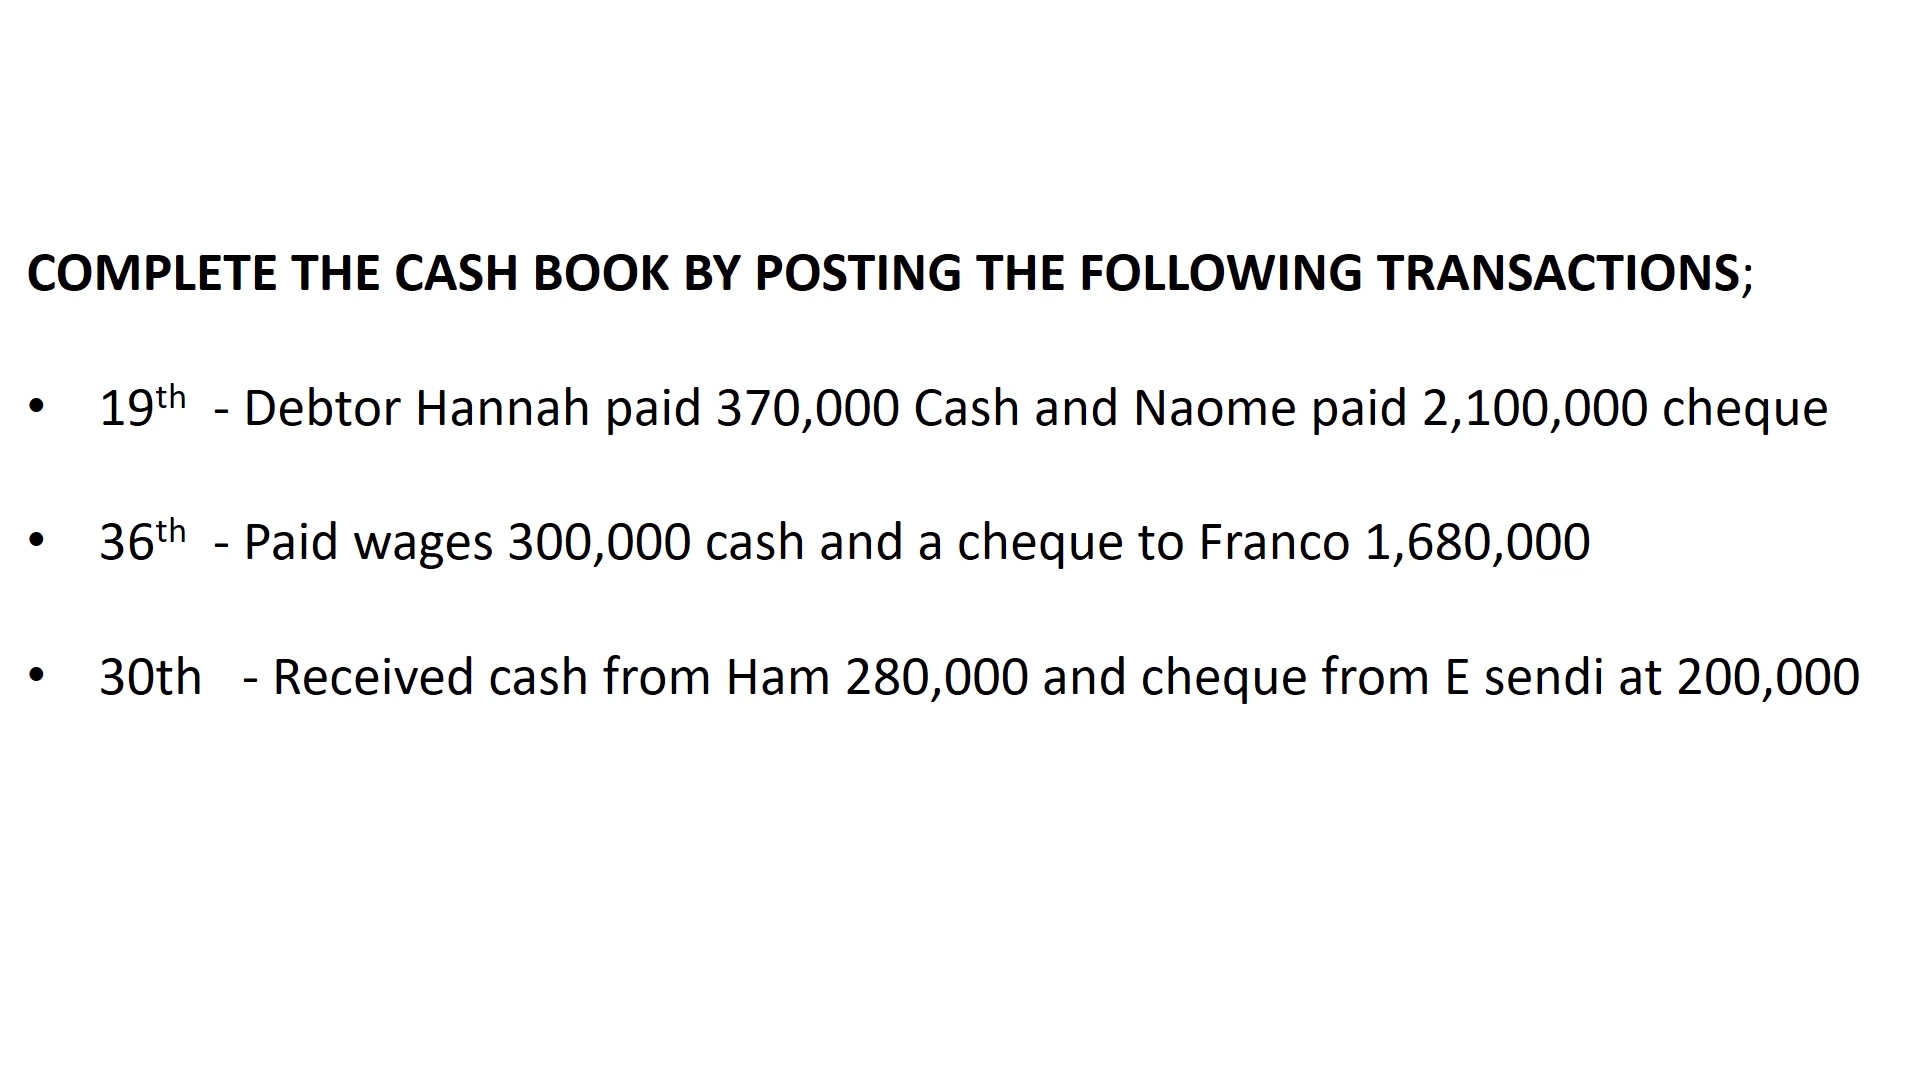 COMPLETE THE CASH BOOK BY POSTING THE FOLLOWING TRANSACTIONS;
• 19th - Debtor Hannah paid 370,000 Cash and Naome paid 2,100,000 cheque
• 36th - Paid wages 300,000 cash and a cheque to Franco 1,680,000
• 30th - Received cash from Ham 280,000 and cheque from E sendi at 200,000